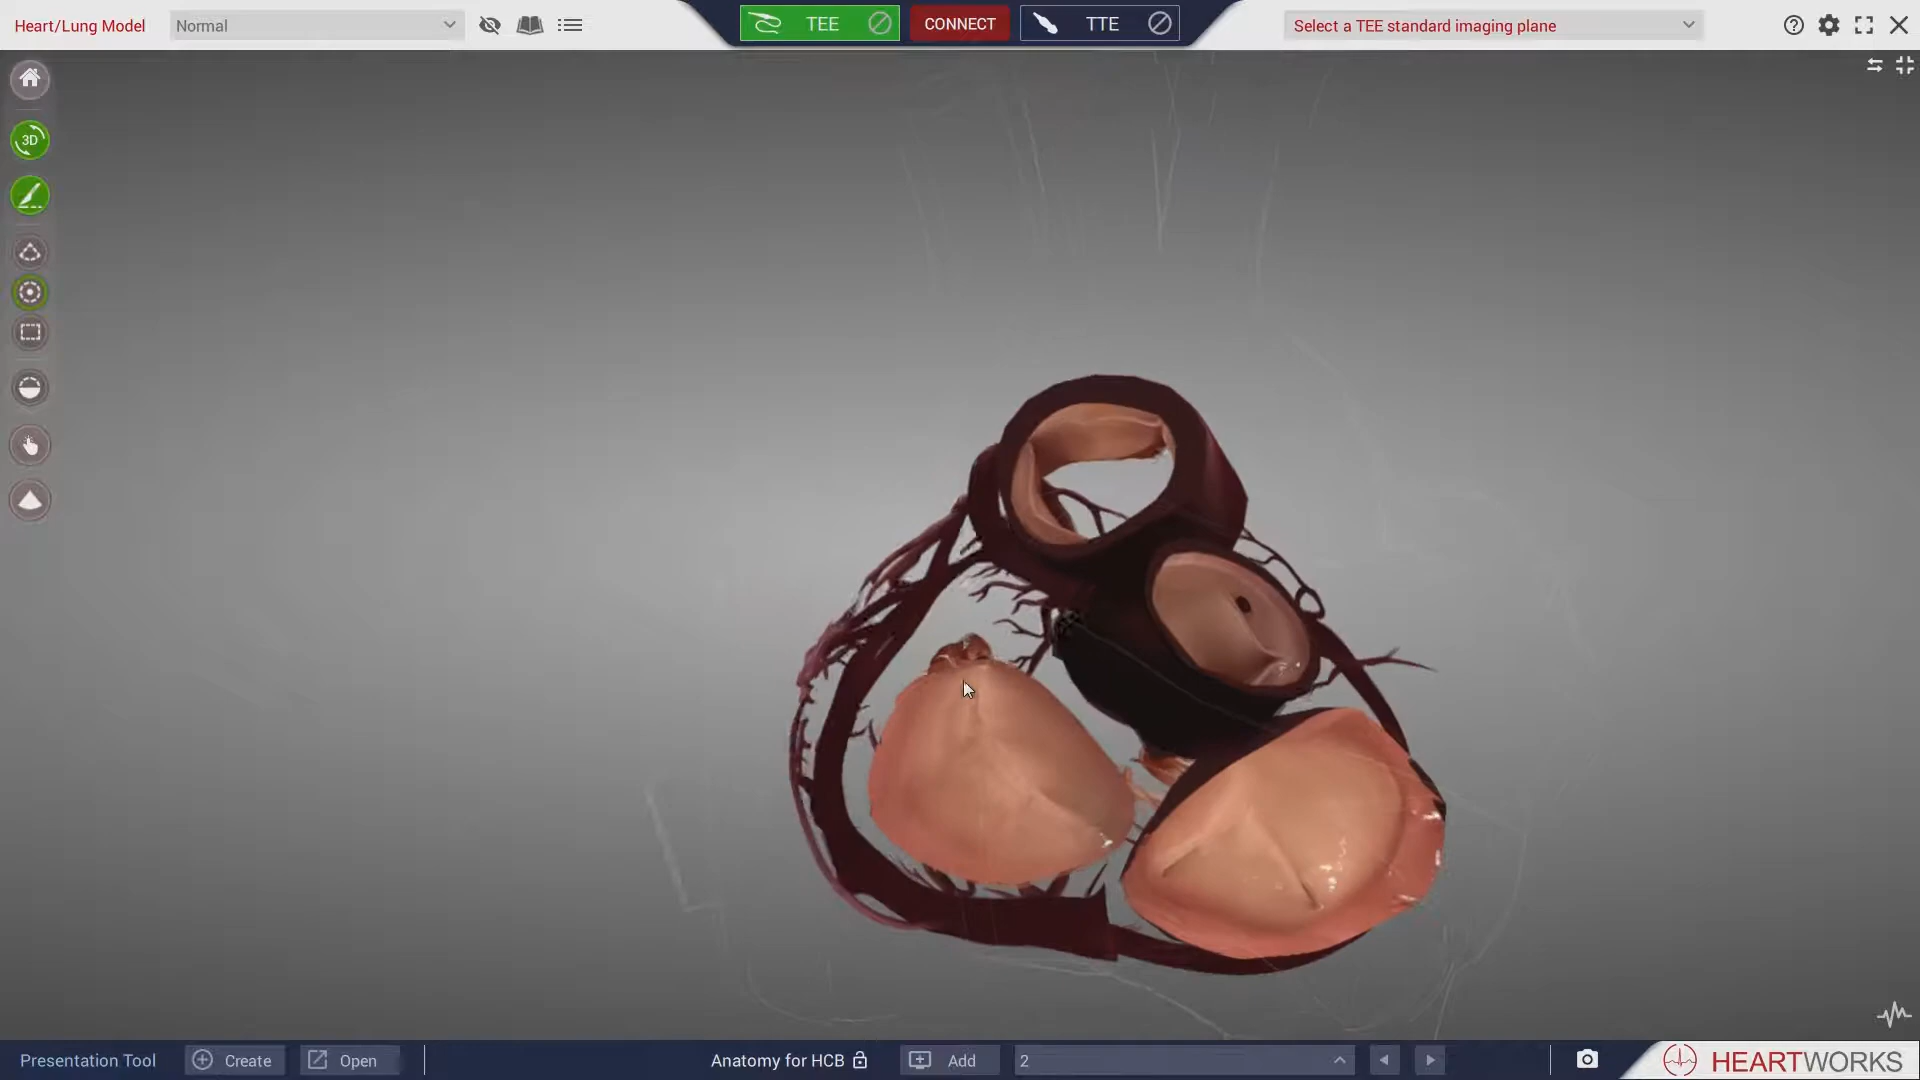 Heart/Lung Model
Normal
TEE
CONNECT
TTE
Select a TEE standard imaging plane
3D
Presentation Tool
Create
Open
Anatomy for HCB
Add
2
HEARTWORKS